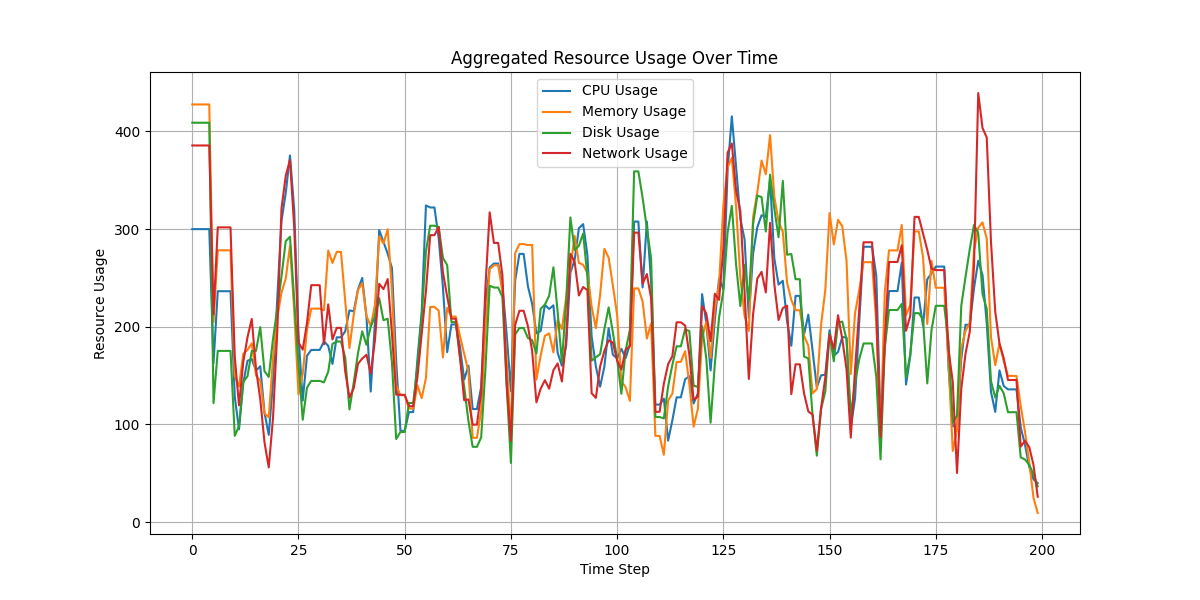 Aggregated Resource Usage Over Time
CPU Usage
Memory Usage
Disk Usage
Network Usage
Resource Usage
400
300
200
100
0
0 25 50 75 100 125 150 175 200
Time Step